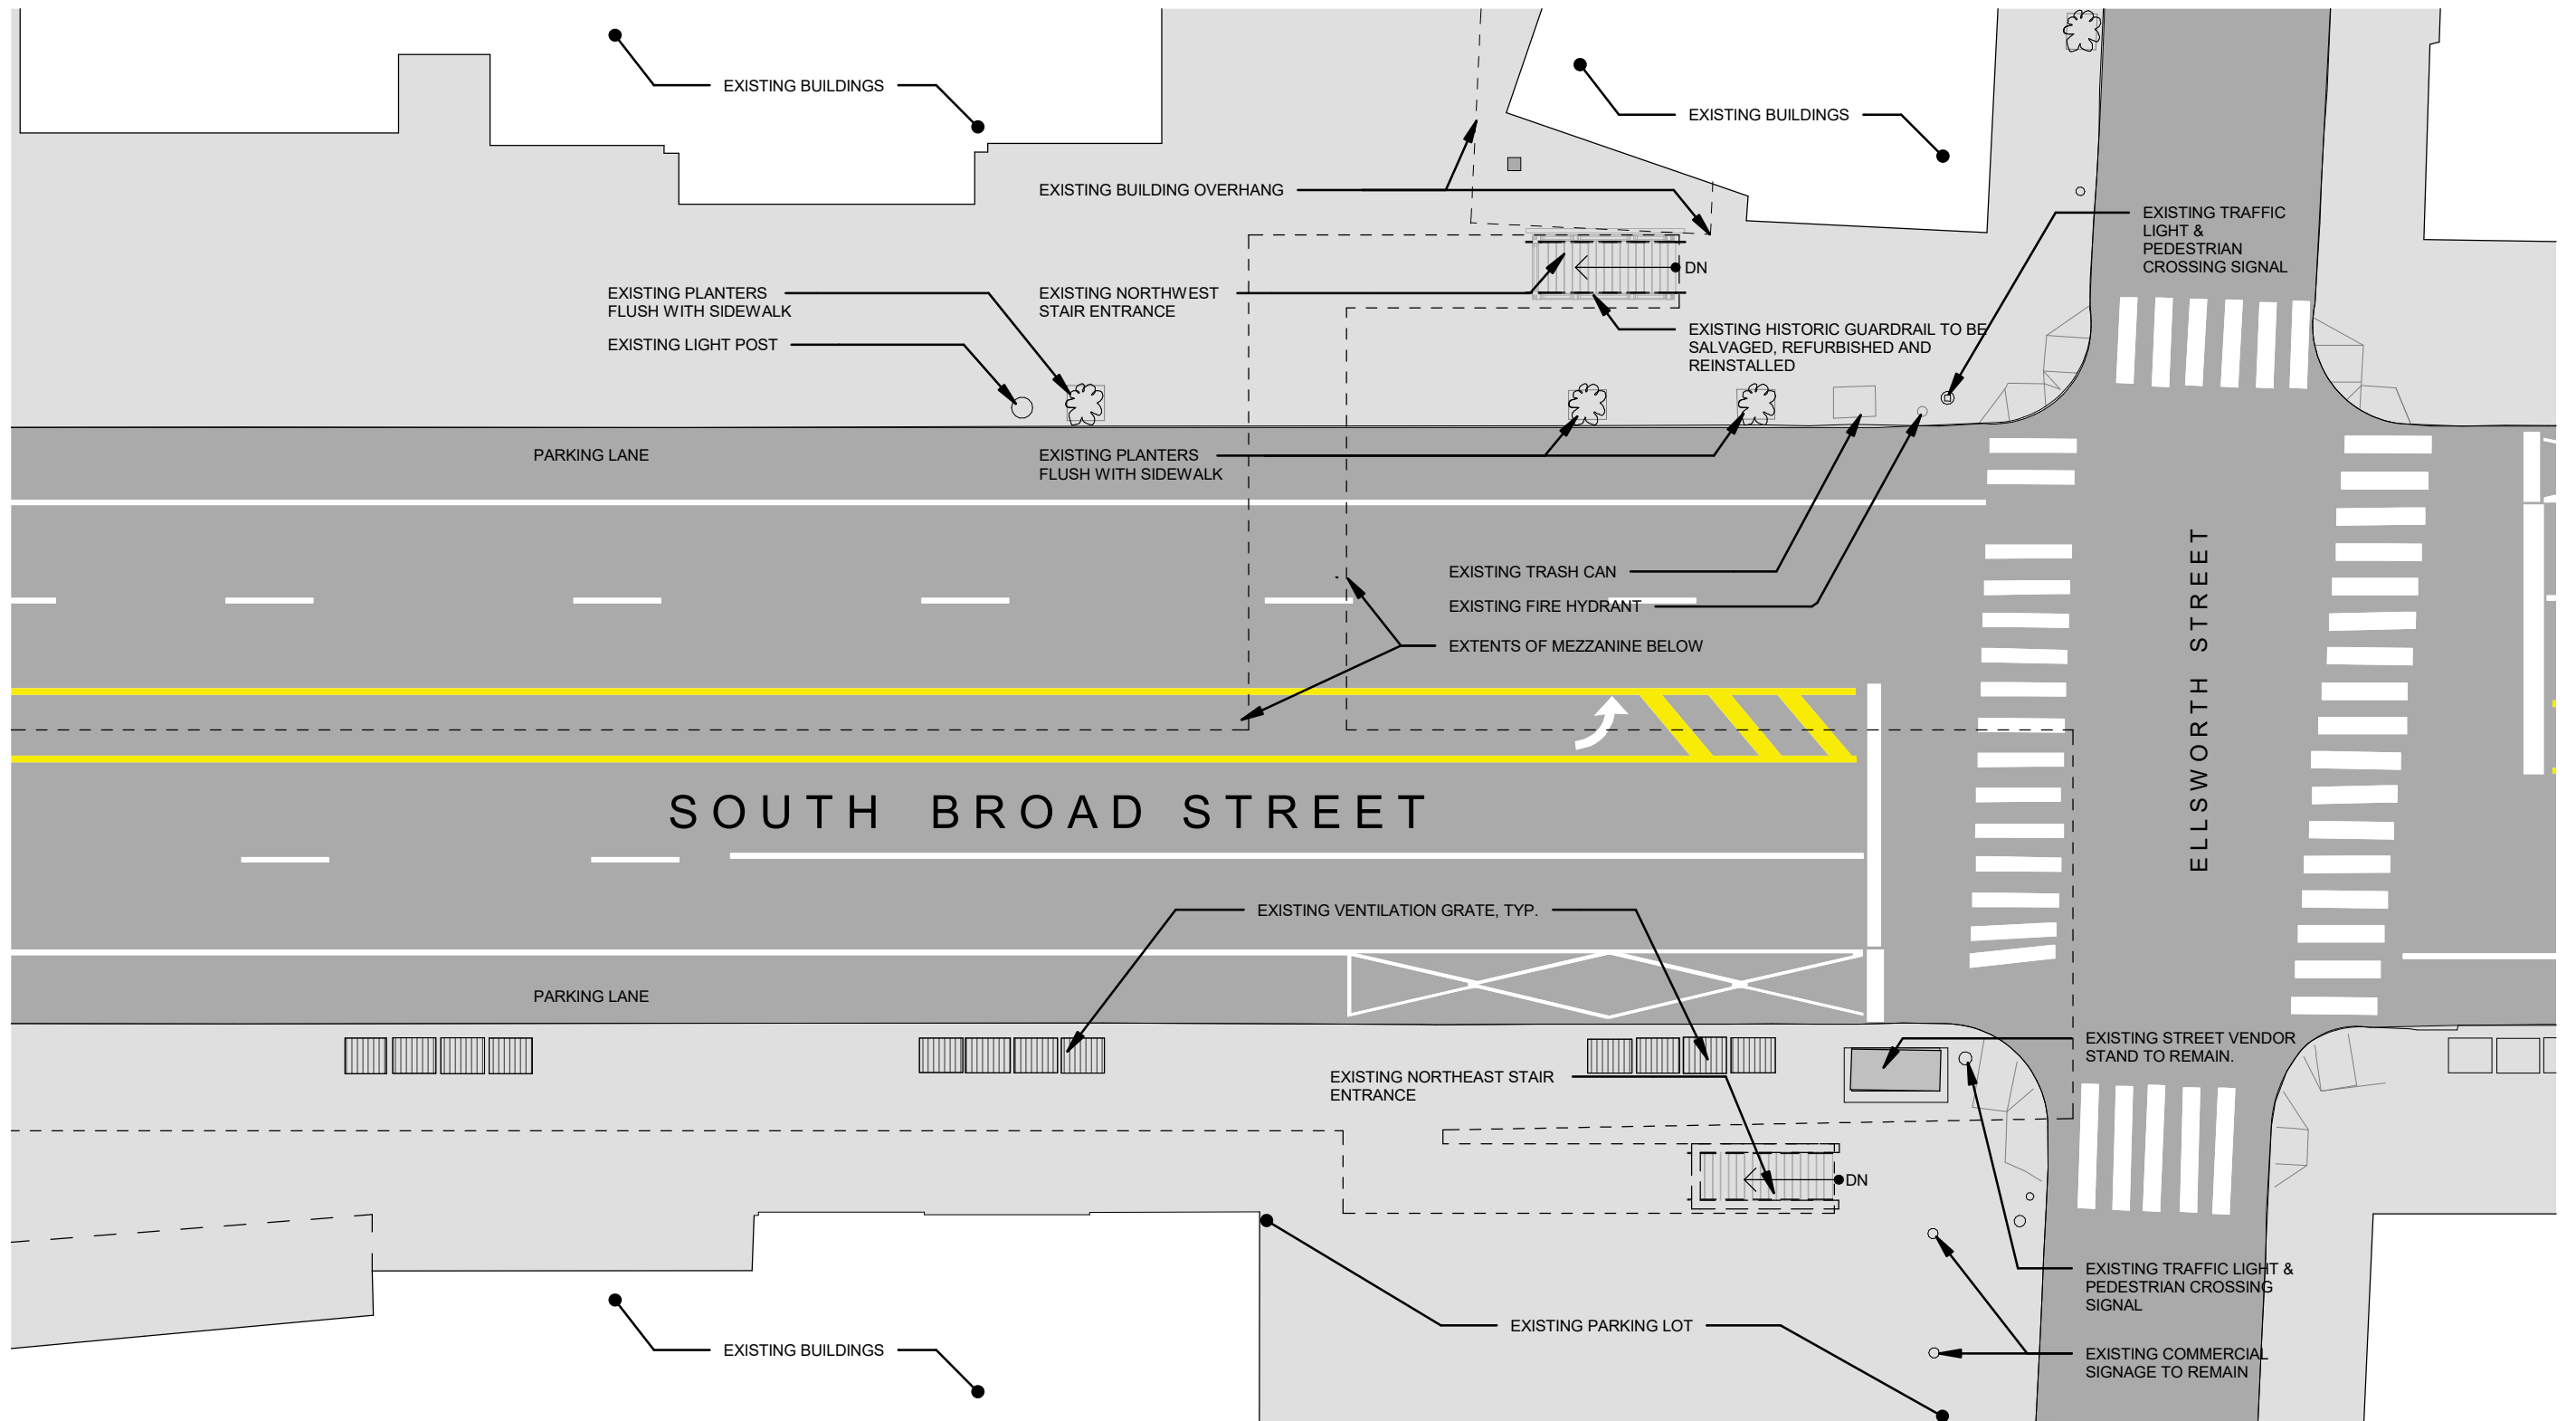 EXISTING BUILDINGS
EXISTING BUILDINGS
EXISTING BUILDING OVERHANG
EXISTING TRAFFIC
LIGHT &
PEDESTRIAN
CROSSING SIGNAL
DN
EXISTING PLANTERS
FLUSH WITH SIDEWALK
EXISTING NORTHWEST
STAIR ENTRANCE
EXISTING LIGHT POST
EXISTING HISTORIC GUARDRAIL TO BE
SALVAGED, REFURBISHED AND
REINSTALLED
PARKING LANE
EXISTING PLANTERS
FLUSH WITH SIDEWALK
EXISTING TRASH CAN
EXISTING FIRE HYDRANT
EXTENTS OF MEZZANINE BELOW
ELLSWORTH STREET
SOUTH BROAD STREET
EXISTING VENTILATION GRATE, TYP.
PARKING LANE
EXISTING STREET VENDOR
STAND TO REMAIN.
EXISTING NORTHEAST STAIR
ENTRANCE
DN
EXISTING TRAFFIC LIGHT &
PEDESTRIAN CROSSING
SIGNAL
EXISTING PARKING LOT
EXISTING BUILDINGS
EXISTING COMMERCIAL
SIGNAGE TO REMAIN